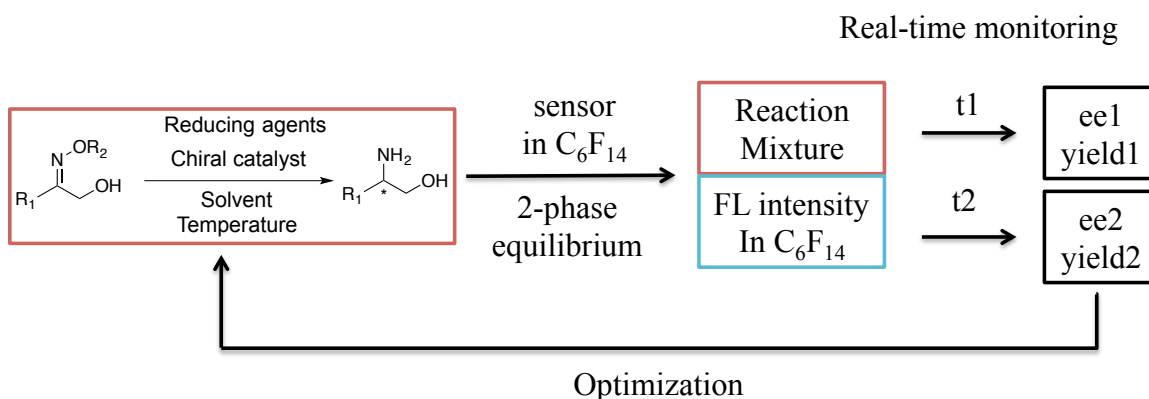 Real-time monitoring
N
OR2
R1
OH
Reducing agents
Chiral catalyst
Solvent
Temperature
NH2
R1
*
OH
sensor
in C6F14
2-phase
equilibrium
Reaction
Mixture
FL intensity
In C6F14
t1
t2
ee1
yield1
ee2
yield2
Optimization